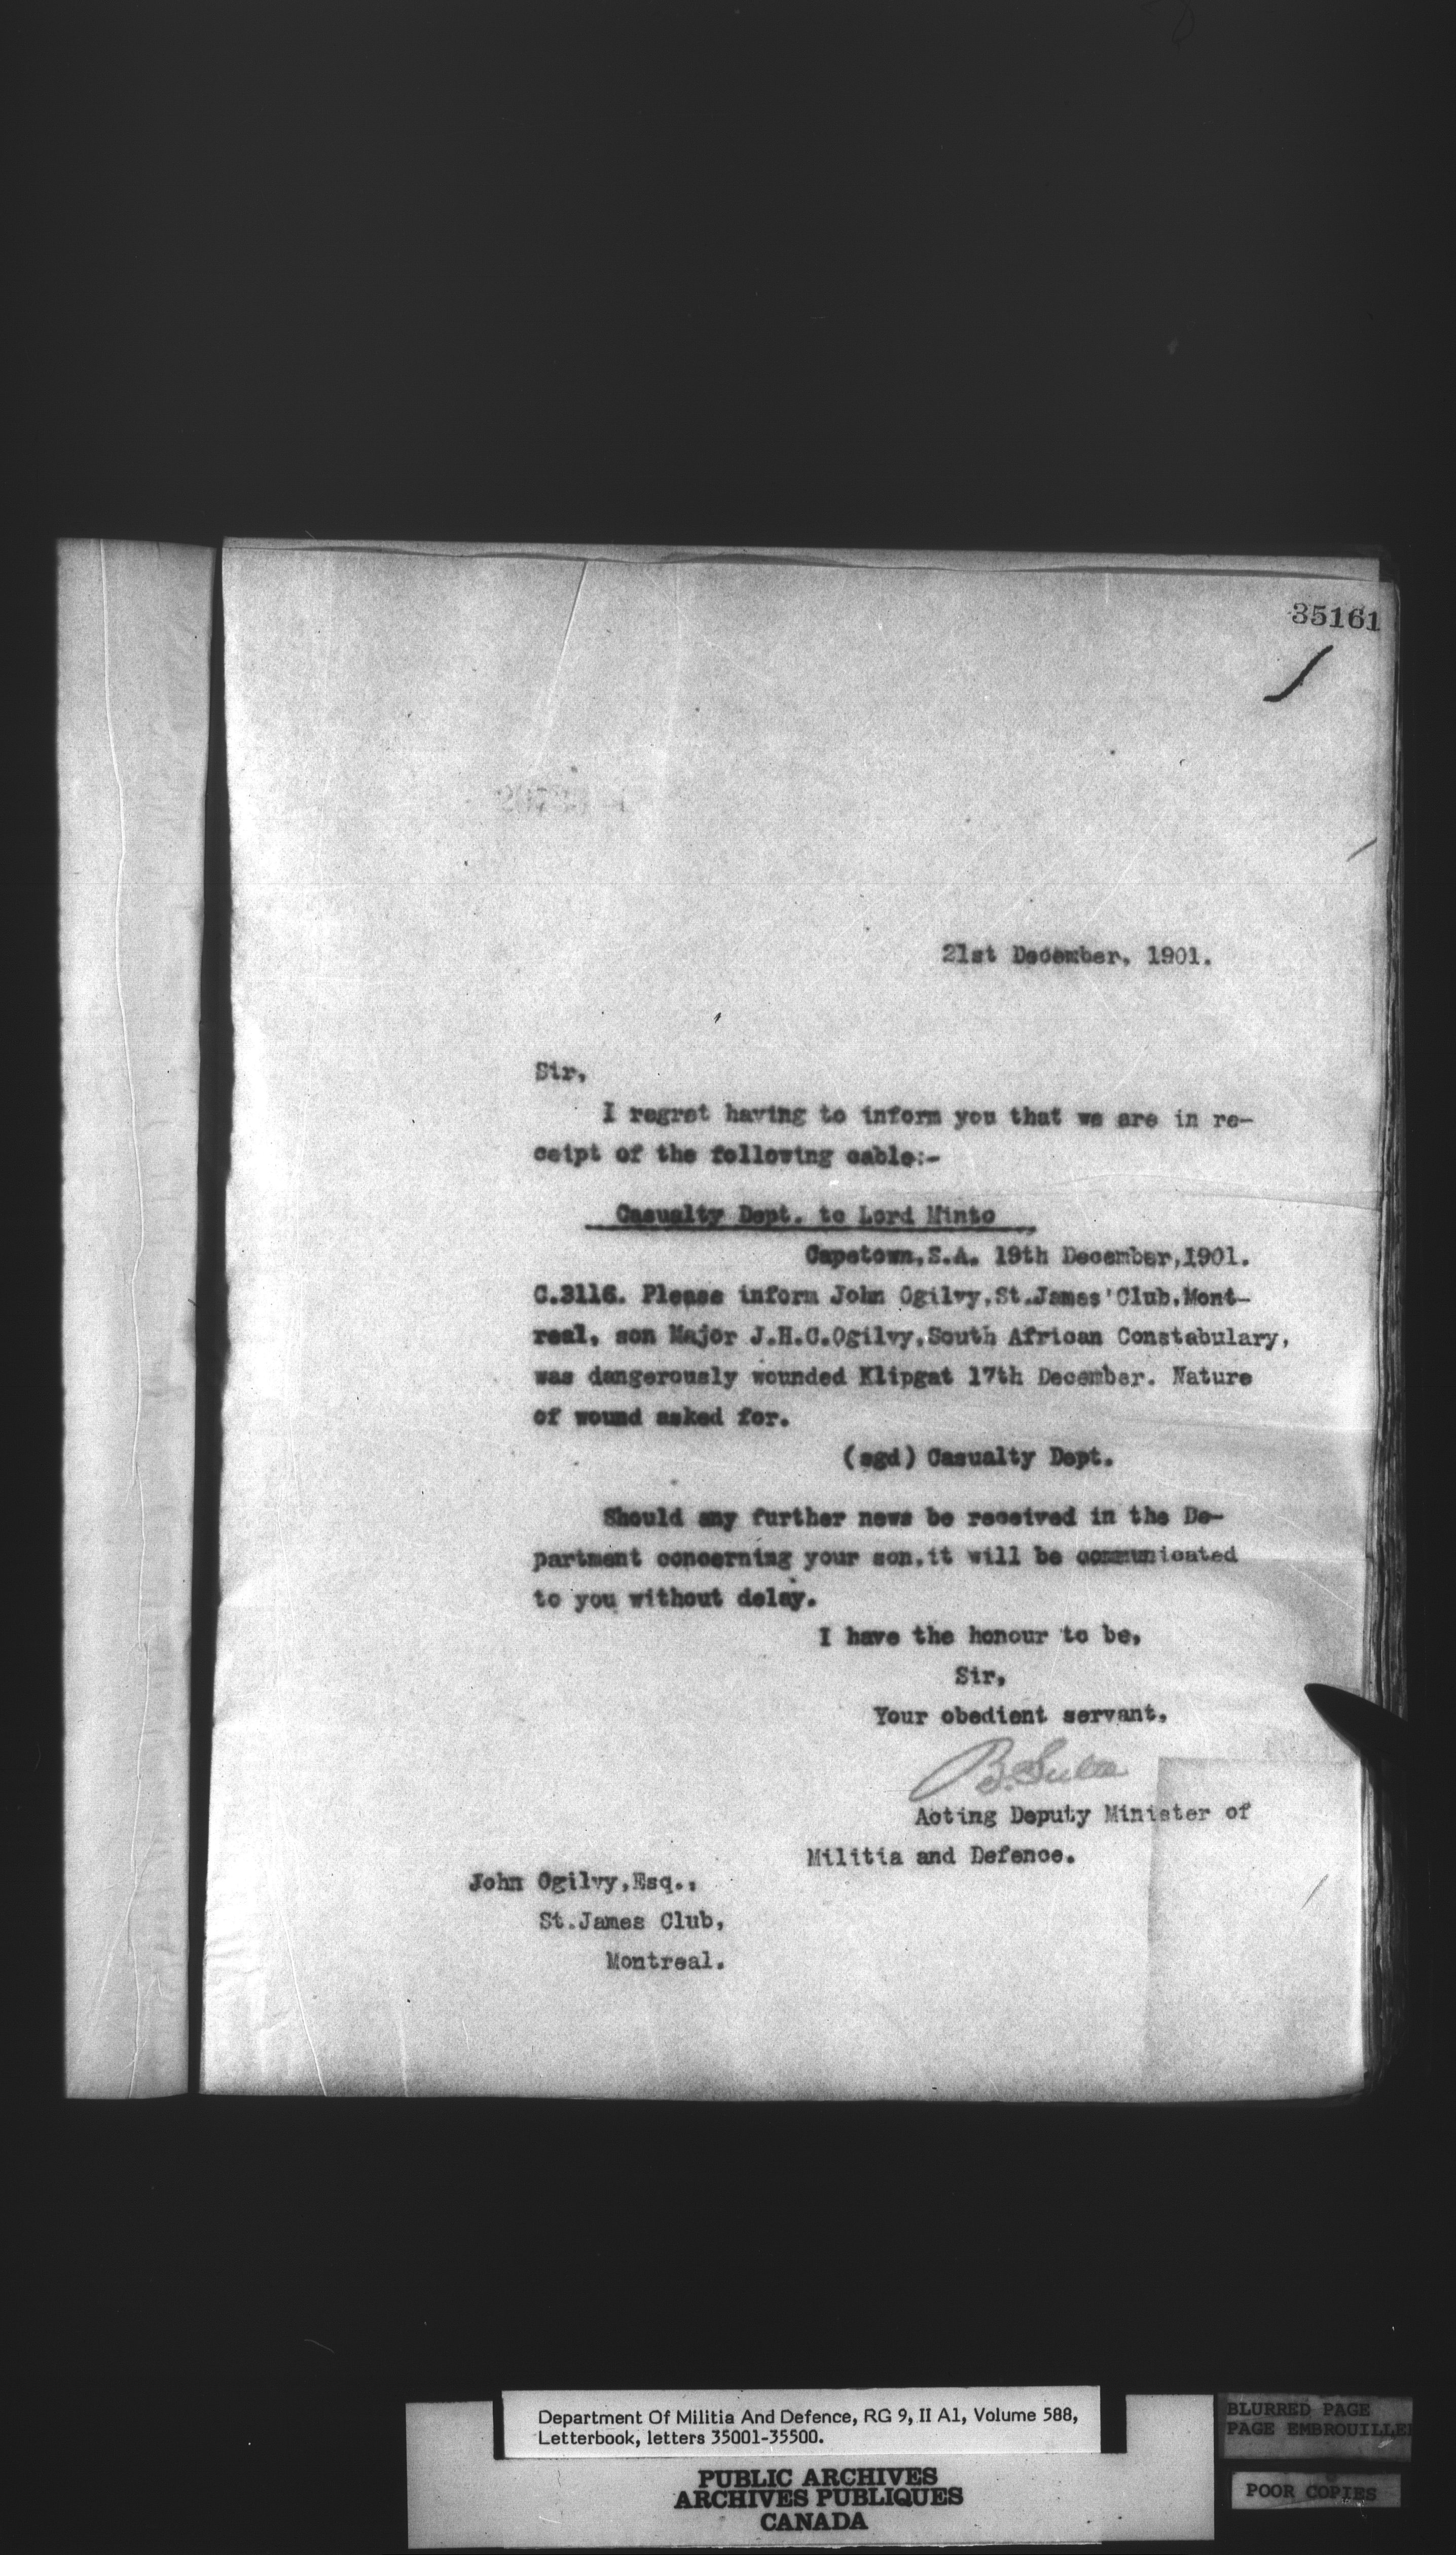 35161
21st December, 1901.
Sir,
I regret having to inform you that we are in re-
ceipt of the following cable:-
Casualty Dept. to Lord Minto
Capetown,S.A. 19th December,1901.
C.3116. Please inform John Ogilvy,St.James'Club,Mont-
real, son Major J.H.C.Ogilvy,South African Constabulary,
was dangerously wounded Klipgat 17th December. Nature
of wound asked for.
(sgd) Casualty Dept.
Should any further news be received in the De-
partment concerning your son,it will be communicated
to you without delay.
I have the honour to be,
Sir,
Your obedient servant,
B. Sulte
Acting Deputy Minister of
Militia and Defence.
John Ogilvy,Esq.,
St.James Club,
Montreal.
Department Of Militia And Defence, RG 9, II A1, Volume 588,
Letterbook, letters 35001-35500.
PUBLIC ARCHIVES
ARCHIVES PUBLIQUES
CANADA
BLURRED PAGE
PAGE EMBROUILLEE
POOR COPIES